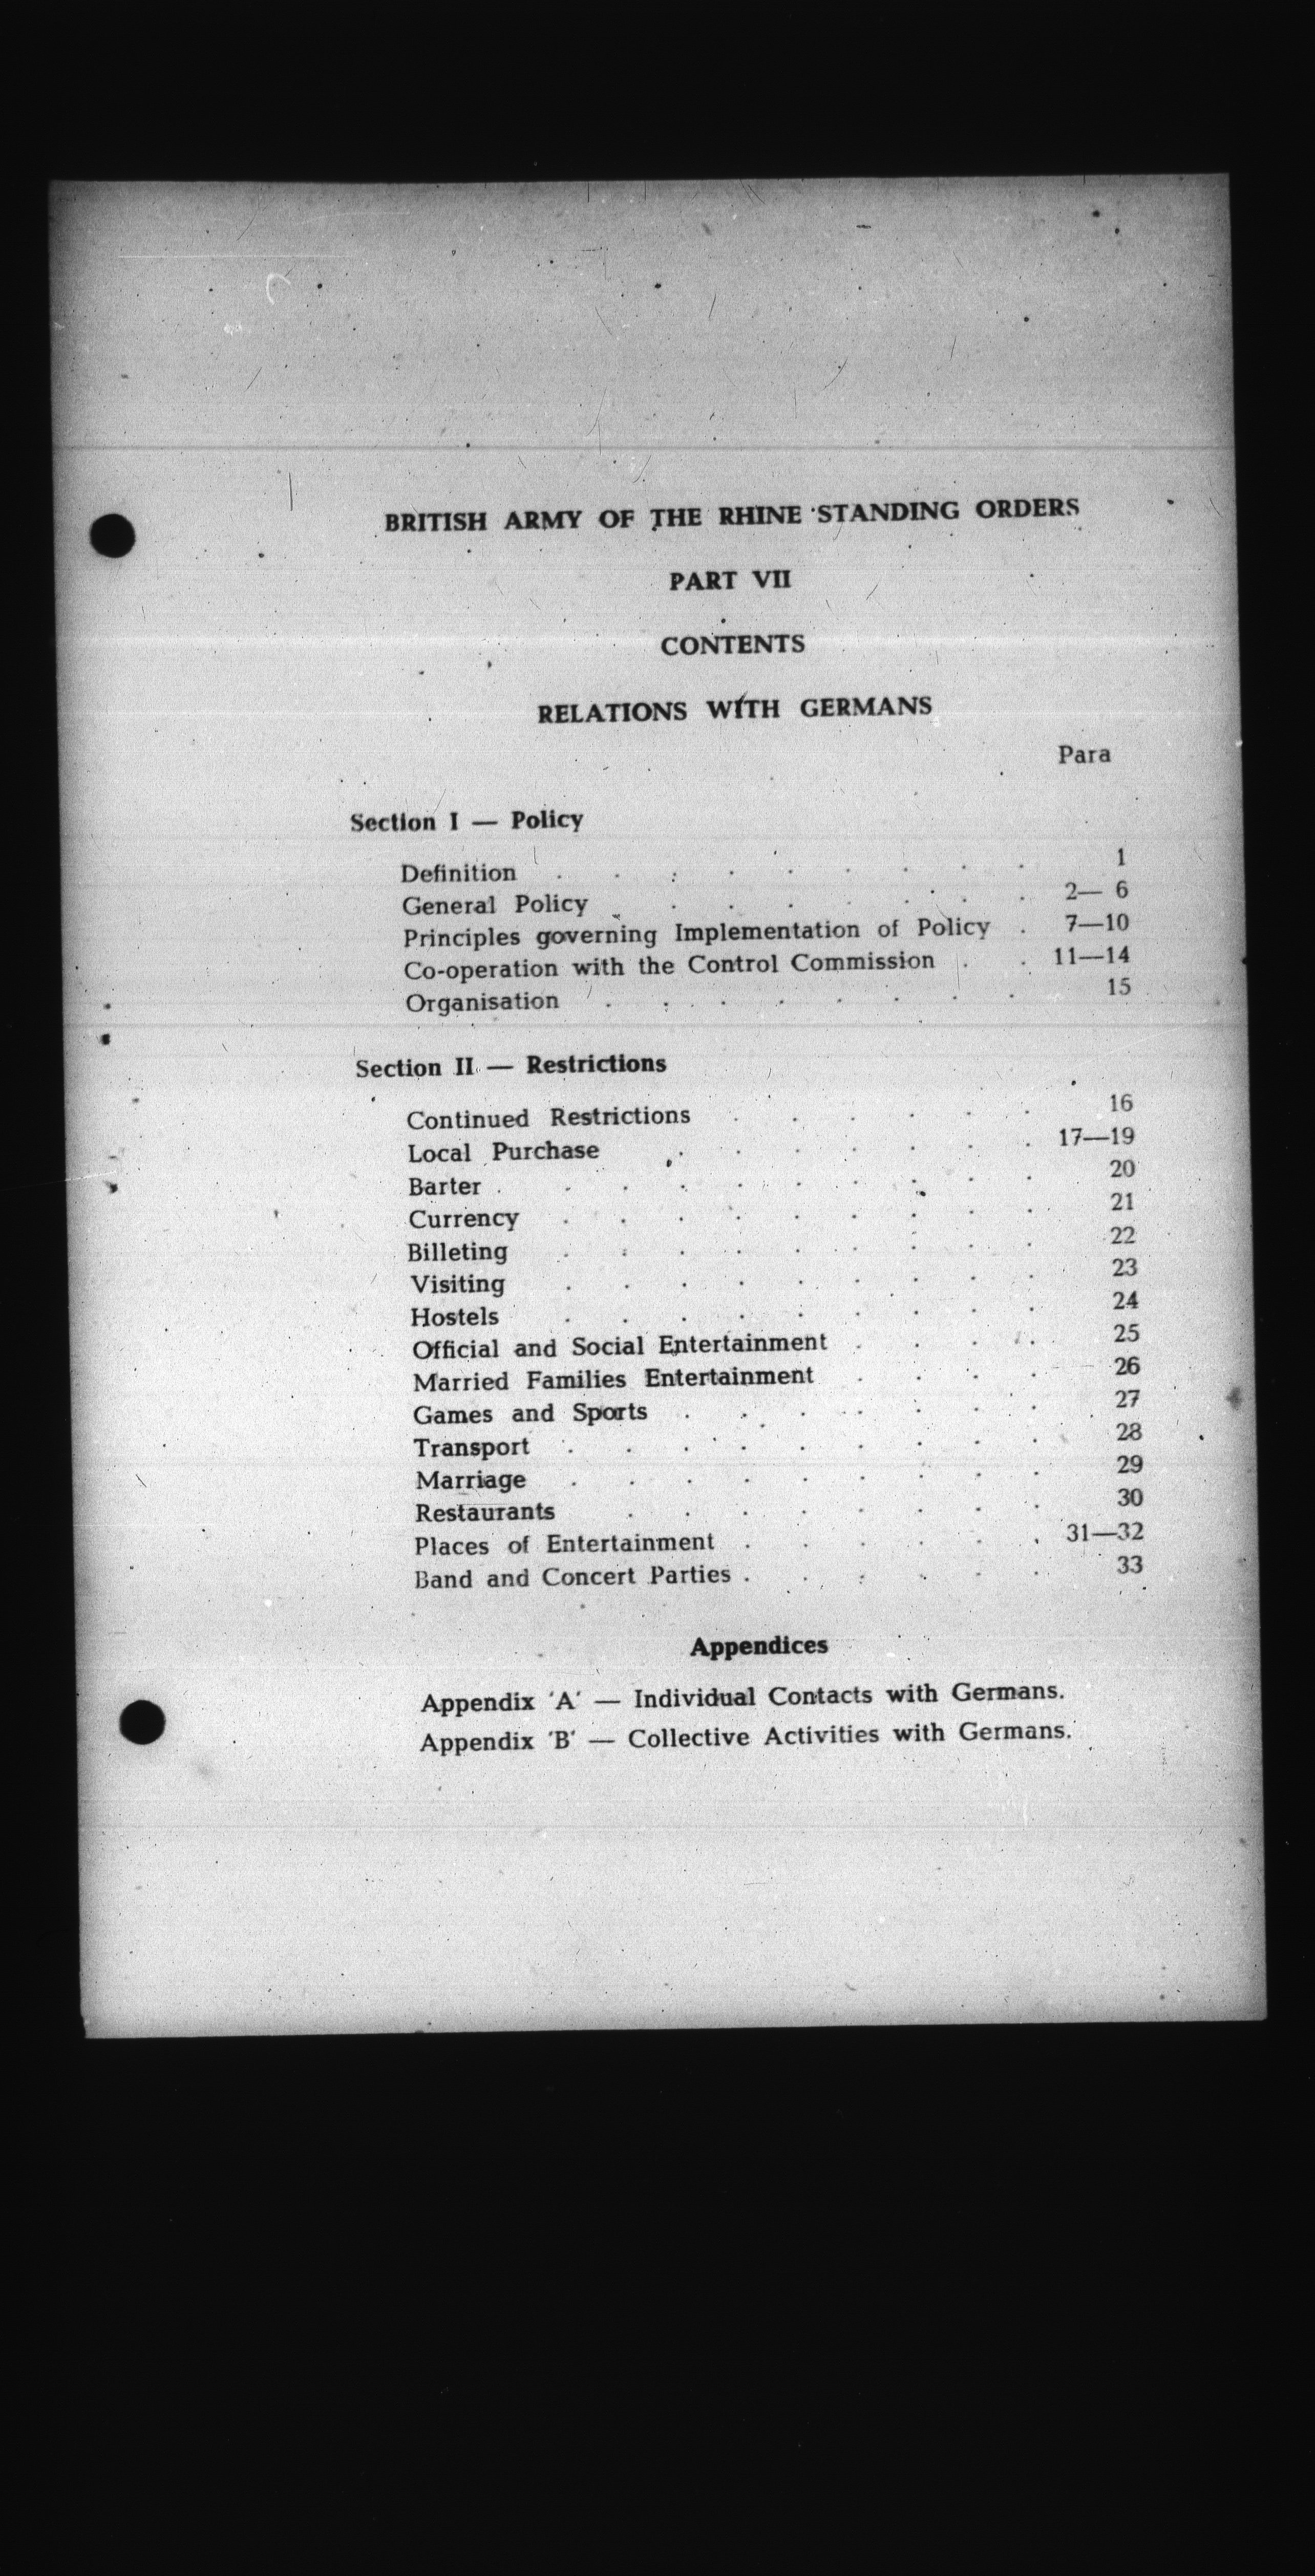 BRITISH ARMY OF THE RHINE STANDING ORDERS
PART VII
CONTENTS
RELATIONS WITH GERMANS
Para
Section I — Policy
Definition . . . . . . . . . 1
General Policy . . . . . . . . 2— 6
Principles governing Implementation of Policy . 7—10
Co-operation with the Control Commission . . 11—14
Organisation . . . . . . . . 15
Section II — Restrictions
Continued Restrictions . . . . . . 16
Local Purchase . . . . . . . 17—19
Barter . . . . . . . . . . 20
Currency . . . . . . . . . 21
Billeting . . . . . . . . . 22
Visiting . . . . . . . . . 23
Hostels . . . . . . . . . 24
Official and Social Entertainment . . . . 25
Married Families Entertainment . . . . 26
Games and Sports . . . . . . . 27
Transport . . . . . . . . . 28
Marriage . . . . . . . . . 29
Restaurants . . . . . . . . 30
Places of Entertainment . . . . . . 31—32
Band and Concert Parties . . . . . . 33
Appendices
Appendix 'A' — Individual Contacts with Germans.
Appendix 'B' — Collective Activities with Germans.